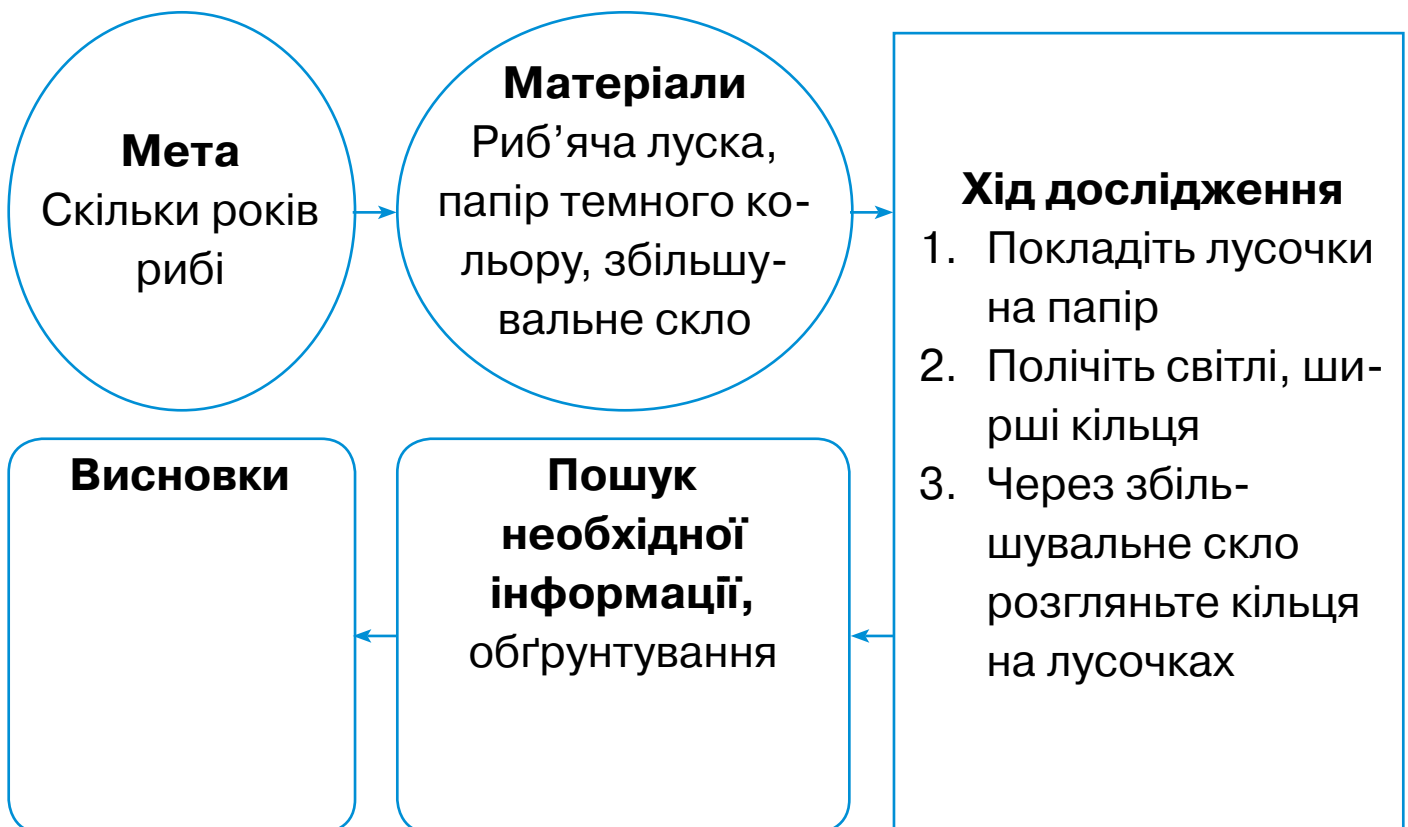 Мета
Скільки років
рибі
Матеріали
Риб’яча луска,
папір темного ко-
льору, збільшу-
вальне скло
Хід дослідження
1. Покладіть лусочки
на папір
2. Полічіть світлі, ши-
рші кільця
3. Через збіль-
шувальне скло
розгляньте кільця
на лусочках
Пошук
необхідної
інформації,
обґрунтування
Висновки